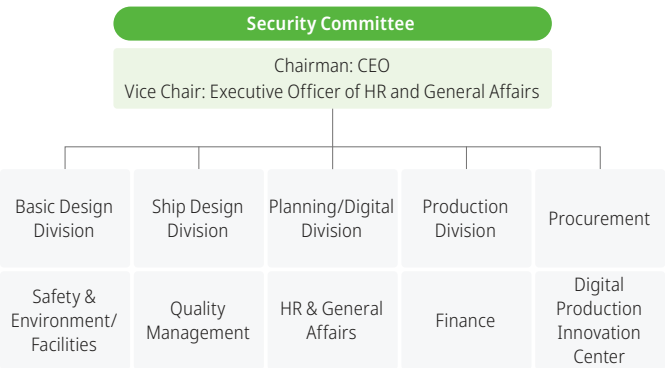 Security Committee
Chairman: CEO
Vice Chair: Executive Officer of HR and General Affairs
Basic Design
Division
Ship Design
Division
Planning/Digital
Division
Production
Division
Procurement
Safety &
Environment/
Facilities
Quality
Management
HR & General
Affairs
Finance
Digital
Production
Innovation
Center